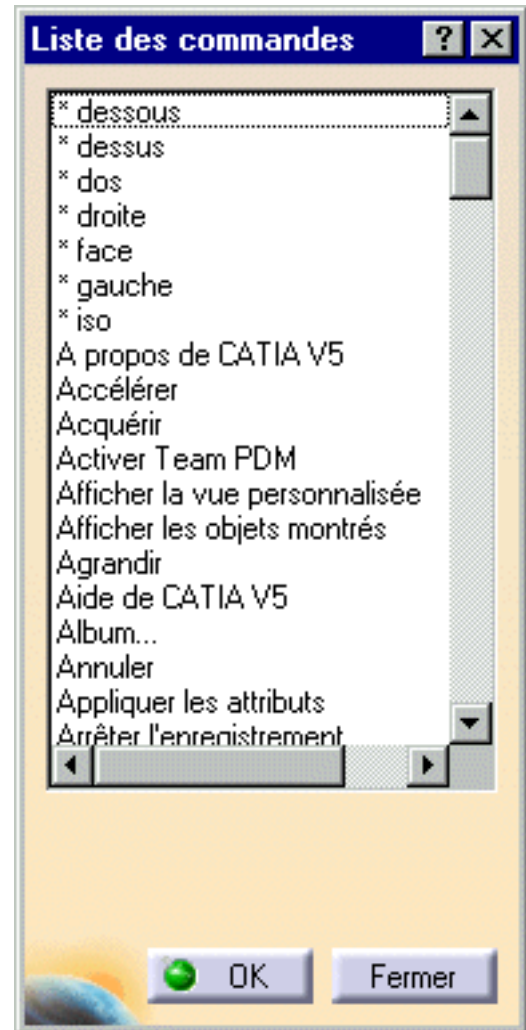 Liste des commandes
* dessous
* dessus
* dos
* droite
* face
* gauche
* iso
A propos de CATIA V5
Accélérer
Acquérir
Activer Team PDM
Afficher la vue personnalisée
Afficher les objets montrés
Agrandir
Aide de CATIA V5
Album...
Annuler
Appliquer les attributs
Arrêter l'enregistrement
OK Fermer